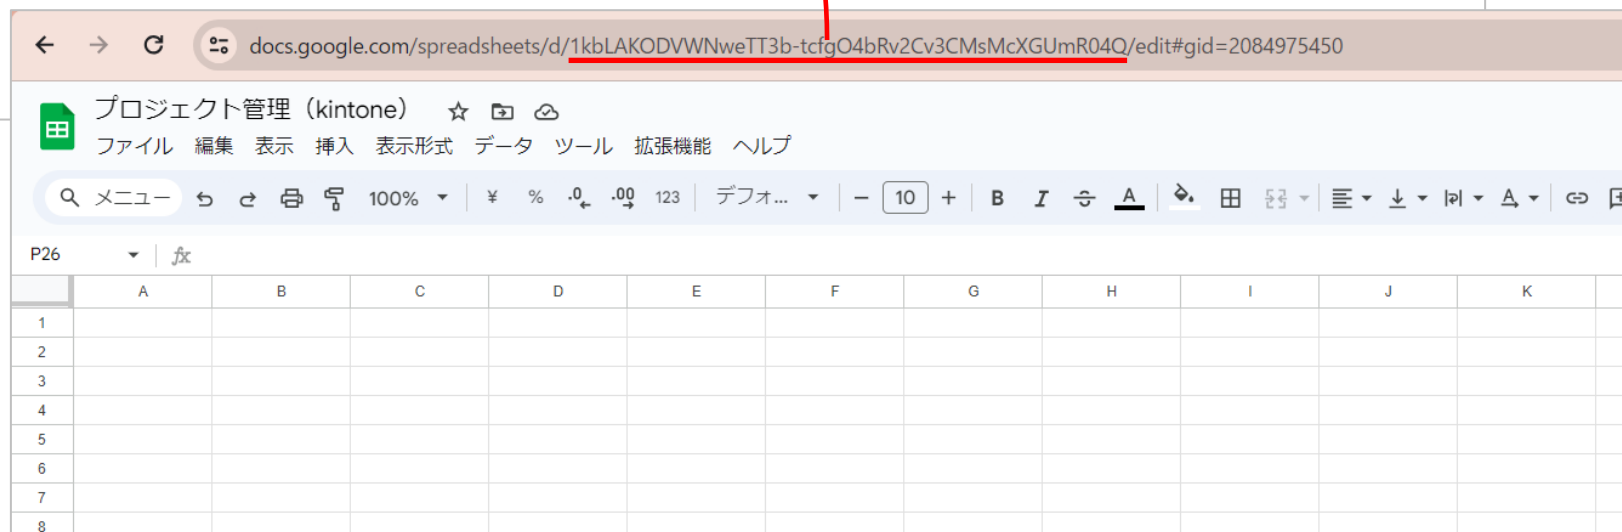 docs.google.com/spreadsheets/d/1kbLAKODVWNweTT3b-tcfgO4bRv2Cv3CMsMcXGUmR04Q/edit#gid=2084975450
プロジェクト管理（kintone）
ファイル 編集 表示 挿入 表示形式 データ ツール 拡張機能 ヘルプ
メニュー 100% ¥ % .0 .00 123 デフォ... 10 B I A A
P26 fx
A B C D E F G H I J K
1
2
3
4
5
6
7
8